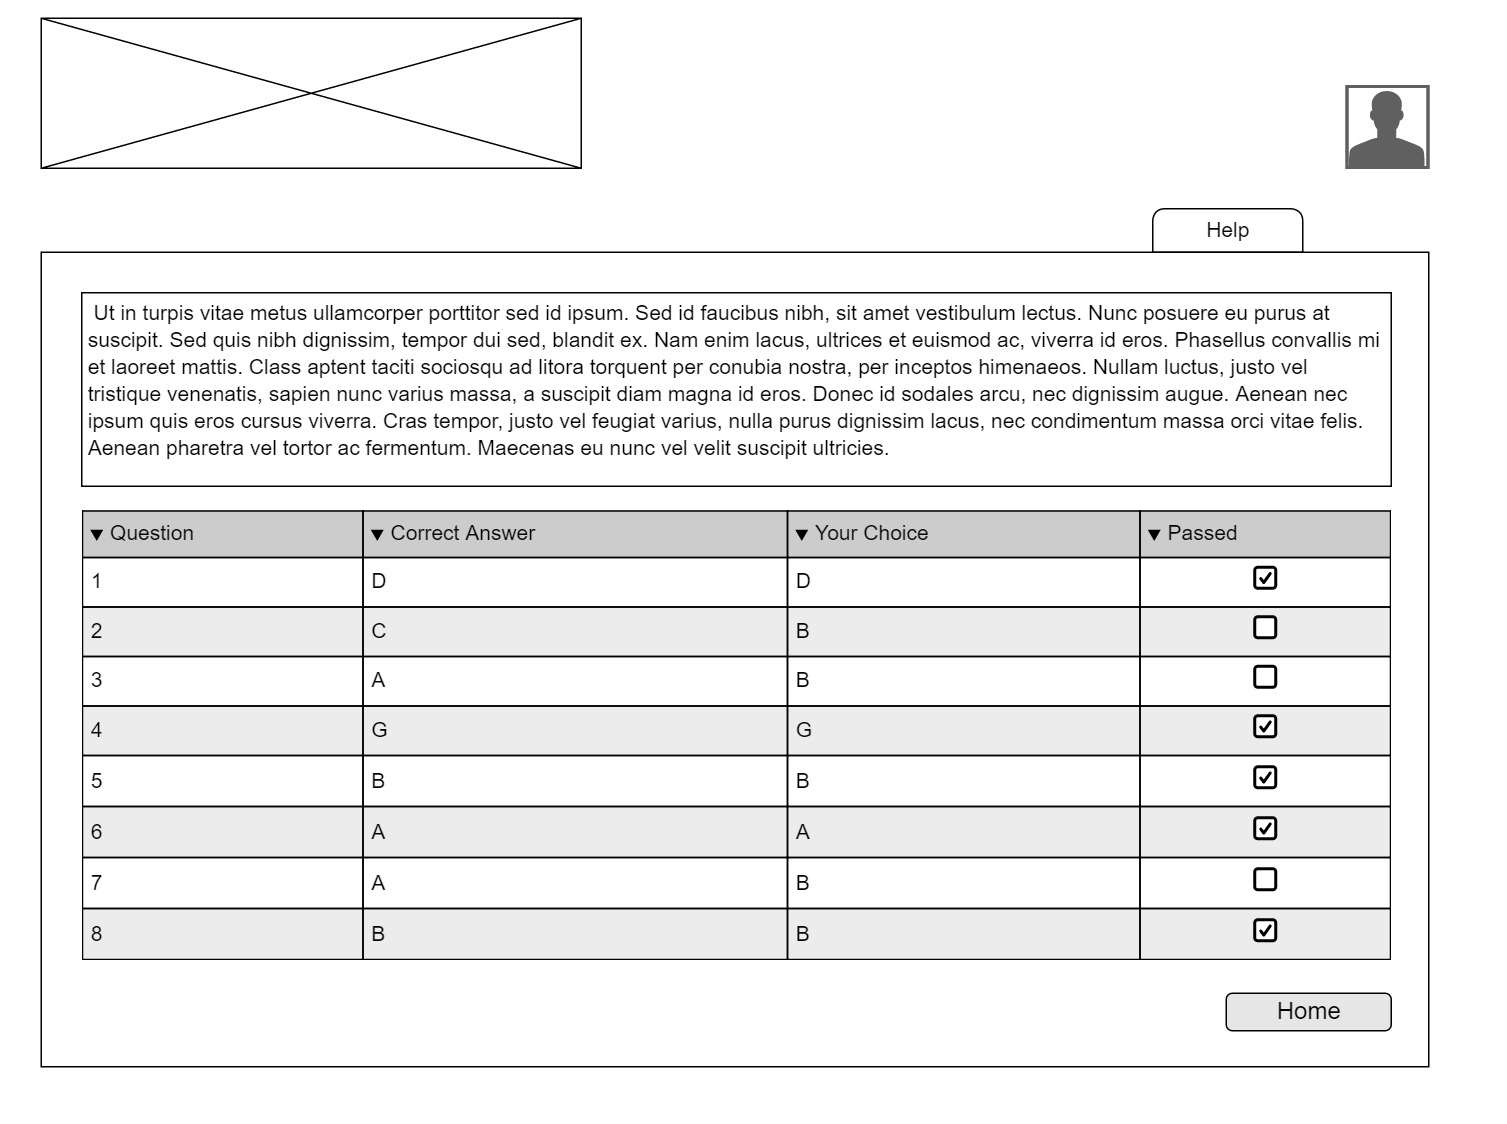 Help
Ut in turpis vitae metus ullamcorper porttitor sed id ipsum. Sed id faucibus nibh, sit amet vestibulum lectus. Nunc posuere eu purus at
suscipit. Sed quis nibh dignissim, tempor dui sed, blandit ex. Nam enim lacus, ultrices et euismod ac, viverra id eros. Phasellus convallis mi
et laoreet mattis. Class aptent taciti sociosqu ad litora torquent per conubia nostra, per inceptos himenaeos. Nullam luctus, justo vel
tristique venenatis, sapien nunc varius massa, a suscipit diam magna id eros. Donec id sodales arcu, nec dignissim augue. Aenean nec
ipsum quis eros cursus viverra. Cras tempor, justo vel feugiat varius, nulla purus dignissim lacus, nec condimentum massa orci vitae felis.
Aenean pharetra vel tortor ac fermentum. Maecenas eu nunc vel velit suscipit ultricies.
Question Correct Answer Your Choice Passed
1 D D
2 C B
3 A B
4 G G
5 B B
6 A A
7 A B
8 B B
Home